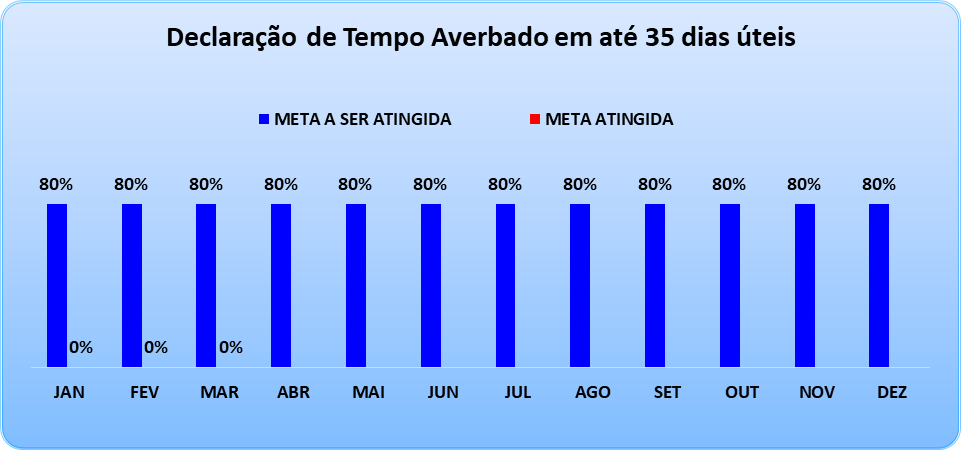 Declaração de Tempo Averbado em até 35 dias úteis
META A SER ATINGIDA META ATINGIDA
80% 80% 80% 80% 80% 80% 80% 80% 80% 80% 80% 80%
0% 0% 0%
JAN FEV MAR ABR MAI JUN JUL AGO SET OUT NOV DEZ